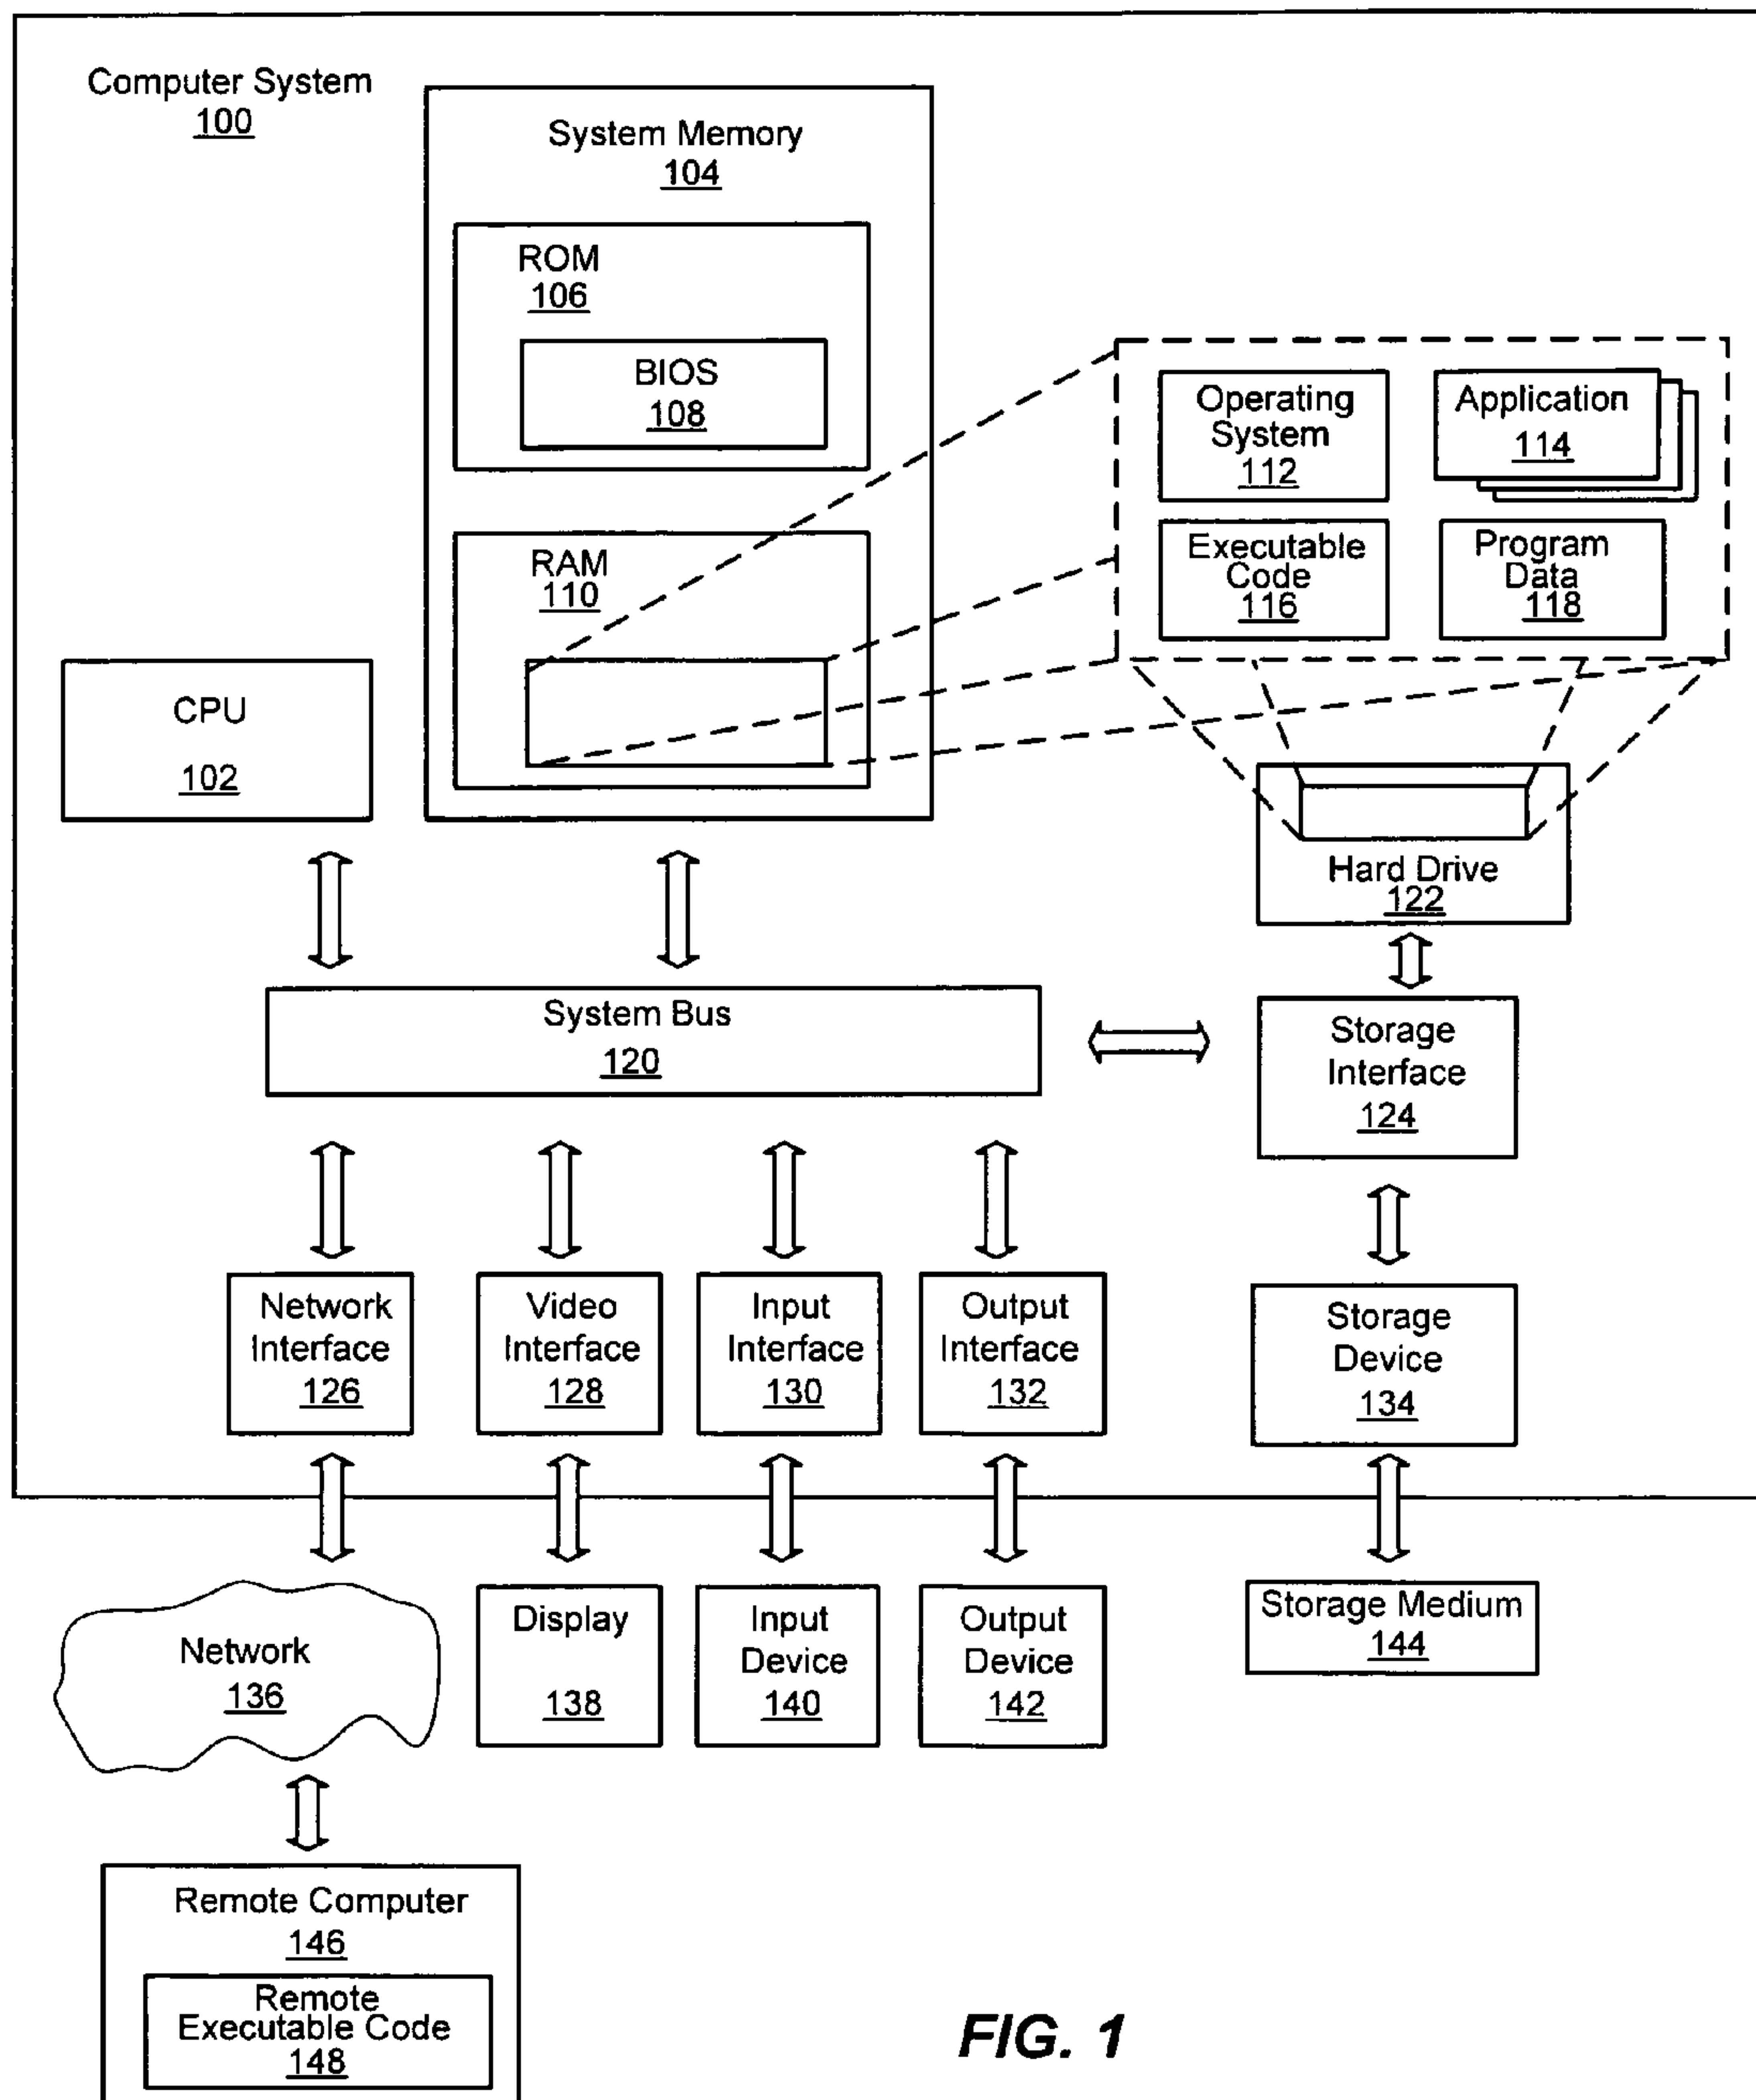 Computer System
100
System Memory
104
ROM
106
BIOS
108
RAM
110
Operating
System
112
Application
114
Executable
Code
116
Program
Data
118
CPU
102
Hard Drive
122
System Bus
120
Storage
Interface
124
Network
Interface
126
Video
Interface
128
Input
Interface
130
Output
Interface
132
Storage
Device
134
Network
136
Display
138
Input
Device
140
Output
Device
142
Storage Medium
144
Remote Computer
146
Remote
Executable Code
148
FIG. 1